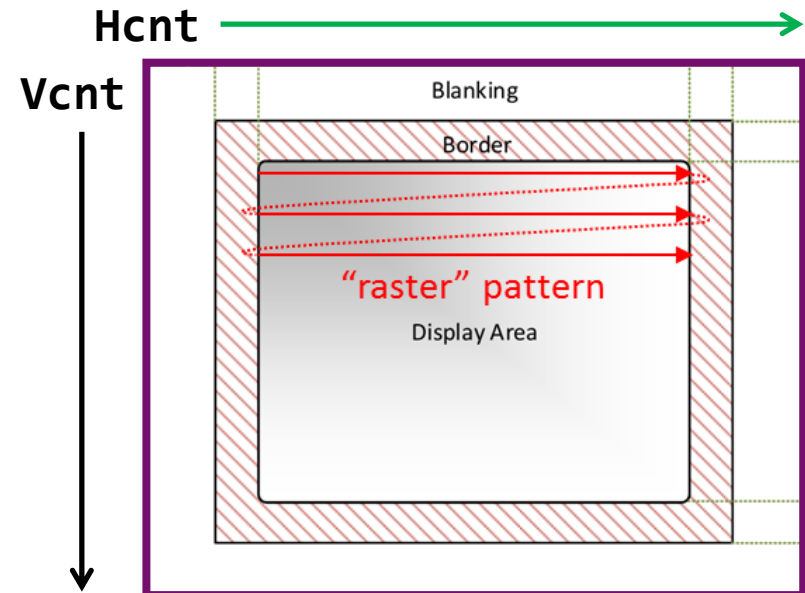 Hcnt
Vcnt
Blanking
Border
“raster” pattern
Display Area